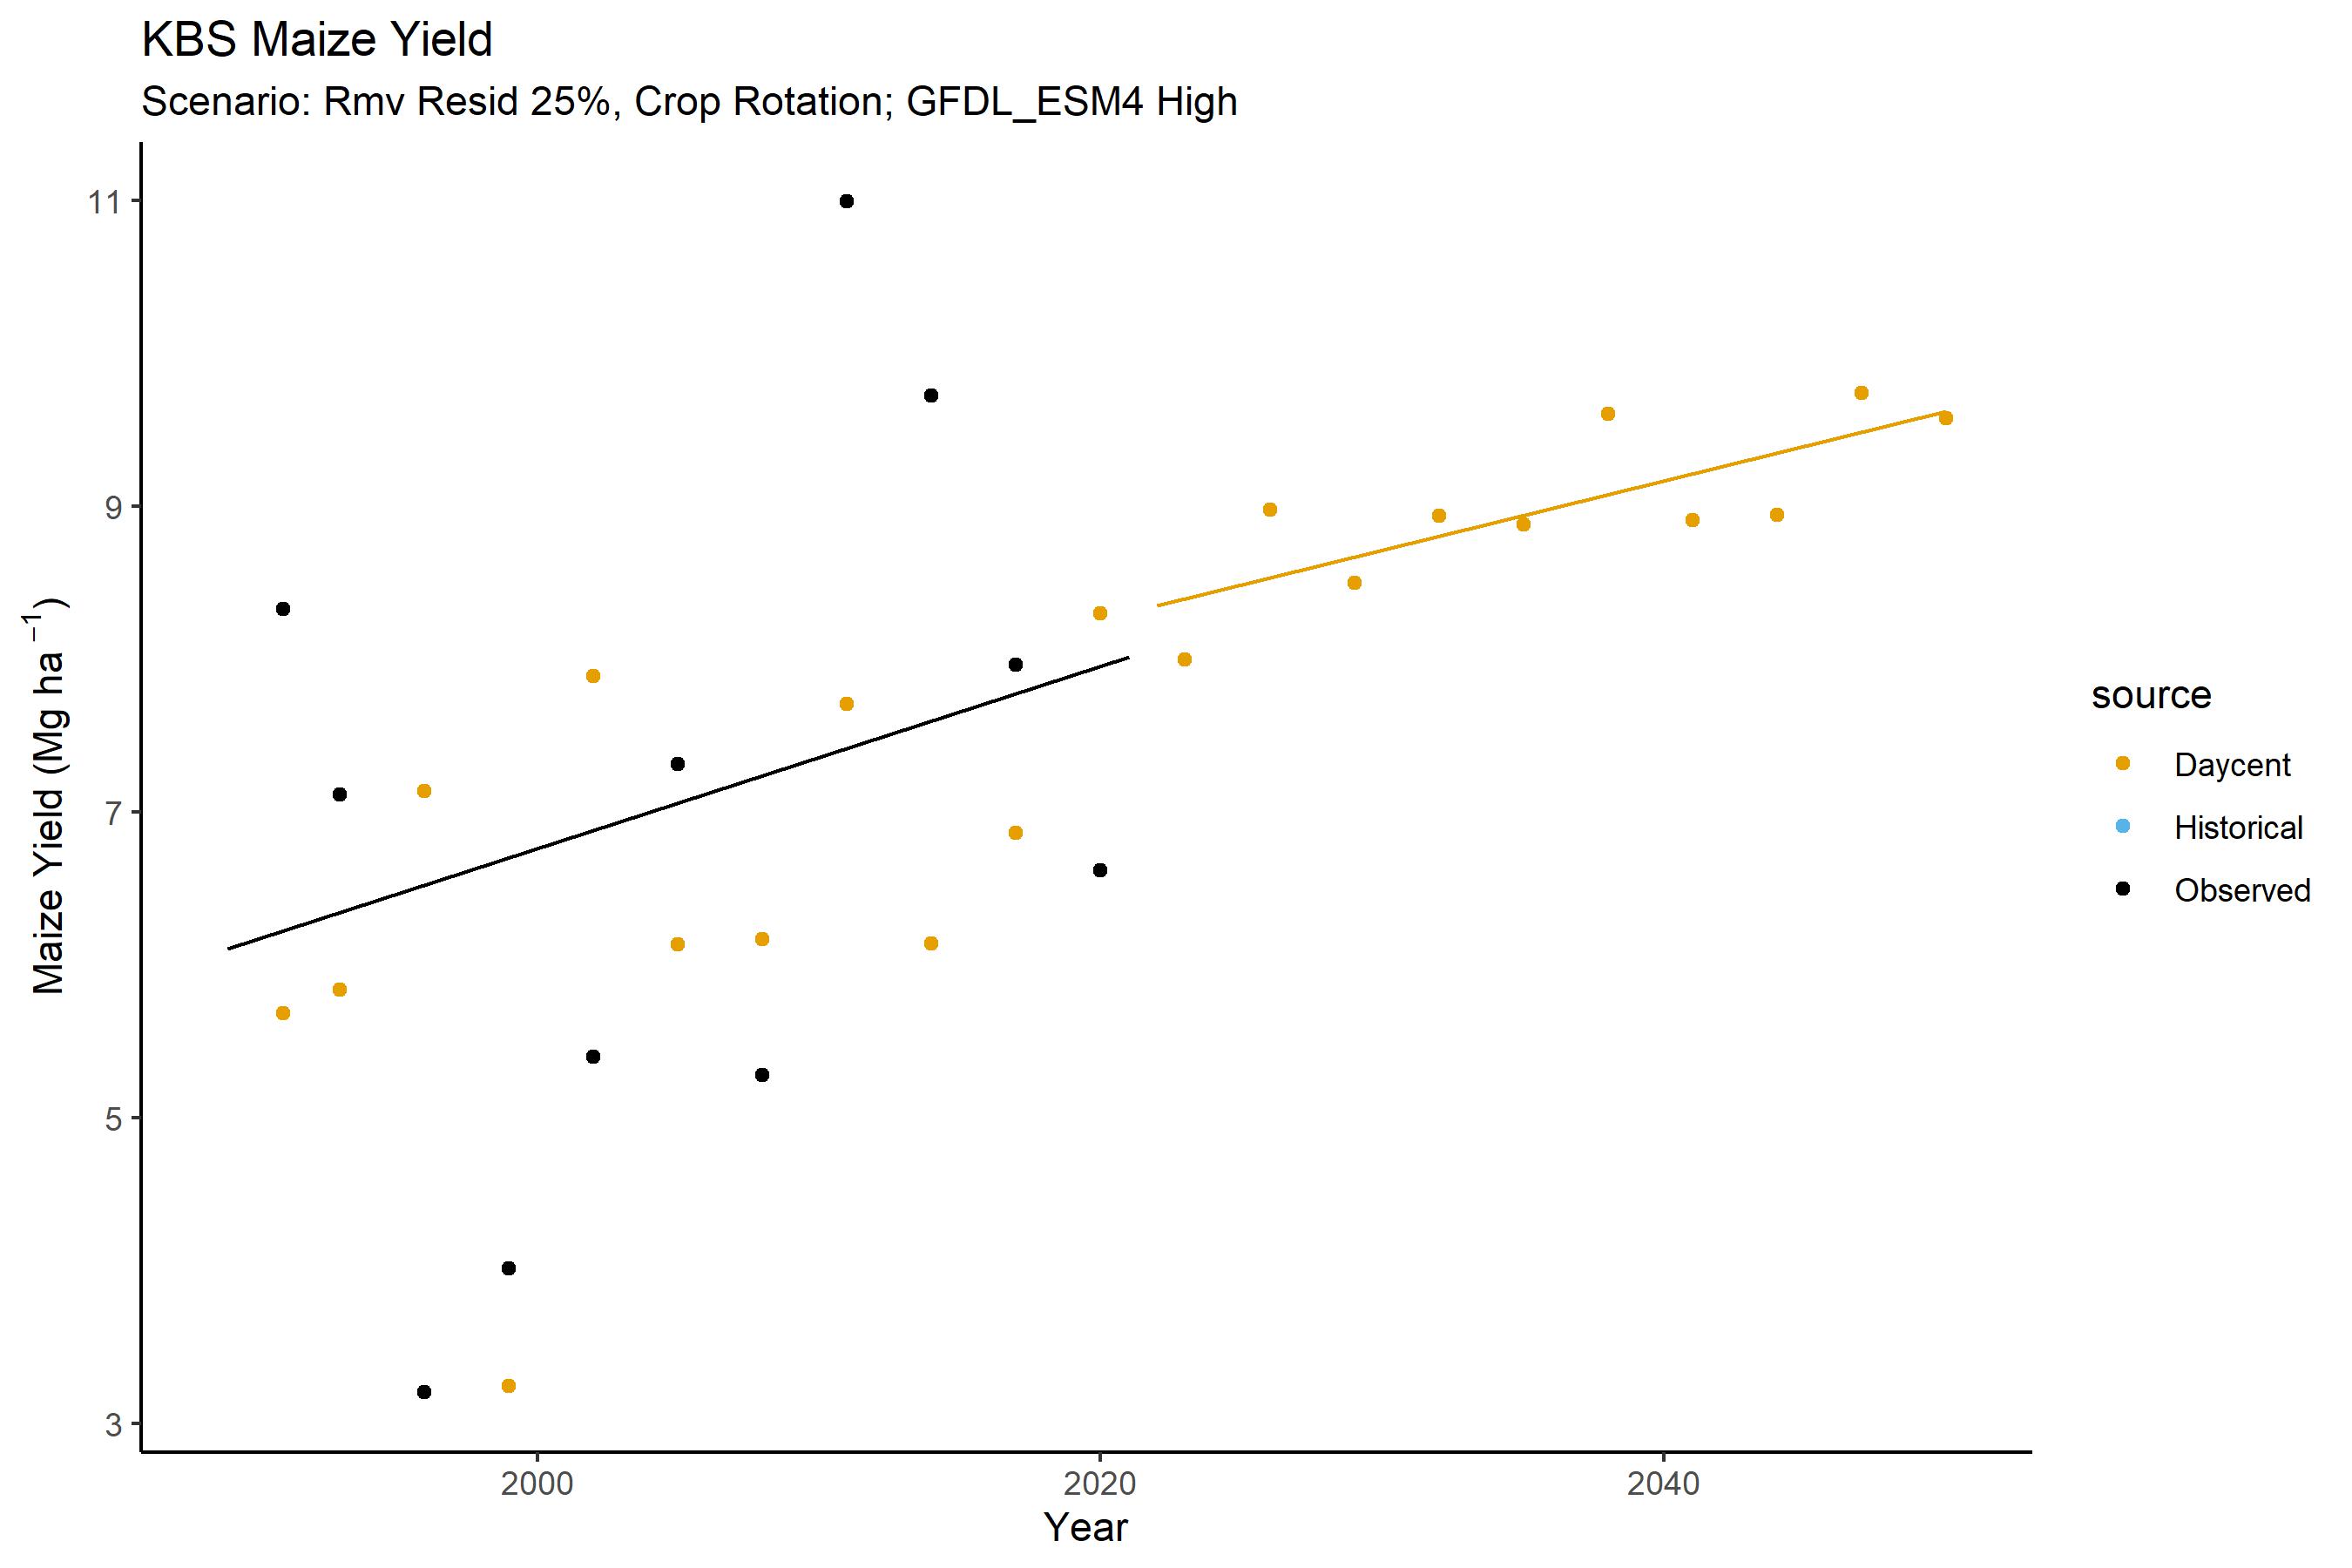 KBS Maize Yield
Scenario: Rmv Resid 25%, Crop Rotation; GFDL_ESM4 High
Maize Yield (Mg ha ⁻¹)
11
9
7
5
3
2000
2020
2040
Year
source
Daycent
Historical
Observed